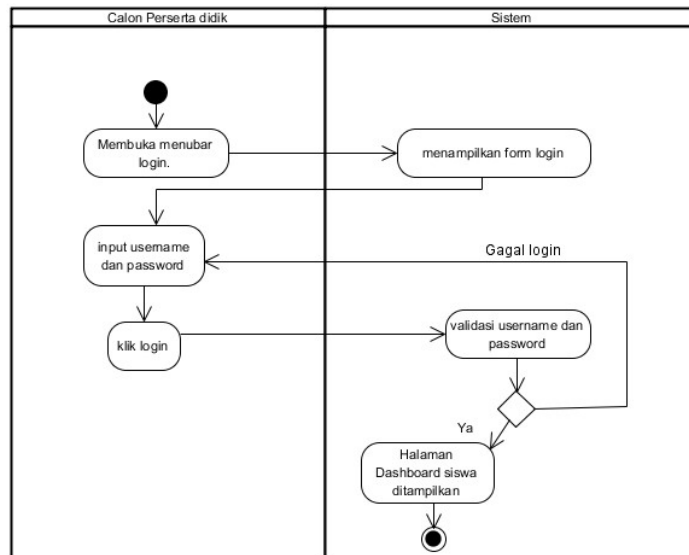 Calon Perserta didik
Sistem
Membuka menubar
login.
menampilkan form login
input username
dan password
Gagal login
klik login
validasi username dan
password
Ya
Halaman
Dashboard siswa
ditampilkan